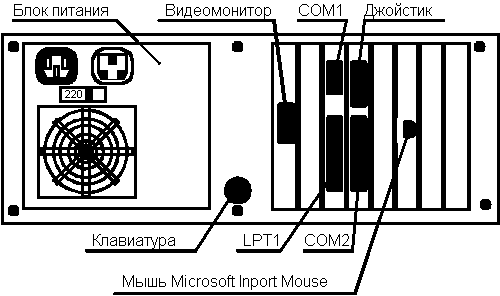 Блок питания
Видеомонитор
COM1
Джойстик
220
Клавиатура
LPT1
COM2
Мышь Microsoft Inport Mouse